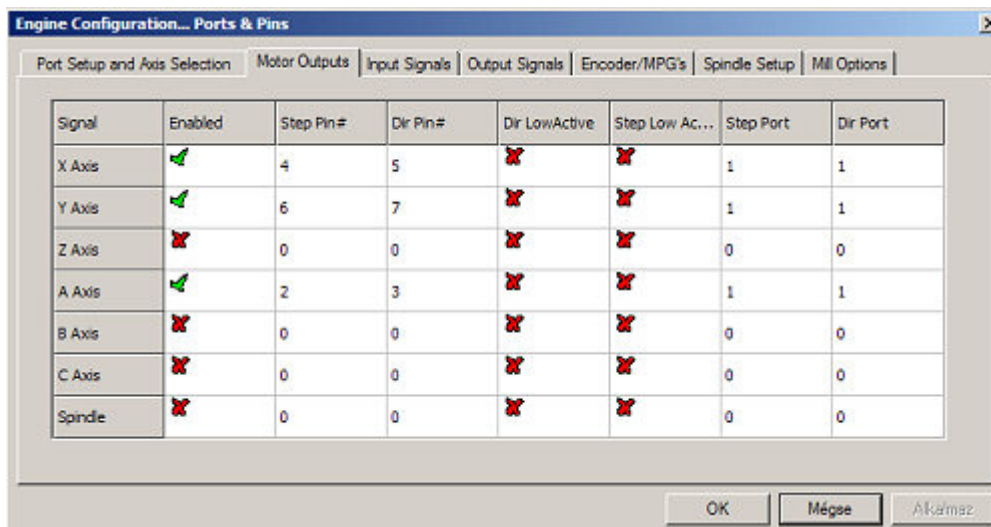 Engine Configuration... Ports & Pins
Port Setup and Axis Selection Motor Outputs Input Signals Output Signals Encoder/MPG's Spindle Setup Mill Options
Signal Enabled Step Pin# Dir Pin# Dir LowActive Step Low Ac... Step Port Dir Port
X Axis 4 5 1 1
Y Axis 6 7 1 1
Z Axis 0 0 0 0
A Axis 2 3 1 1
B Axis 0 0 0 0
C Axis 0 0 0 0
Spindle 0 0 0 0
OK Mégse Alkalmaz